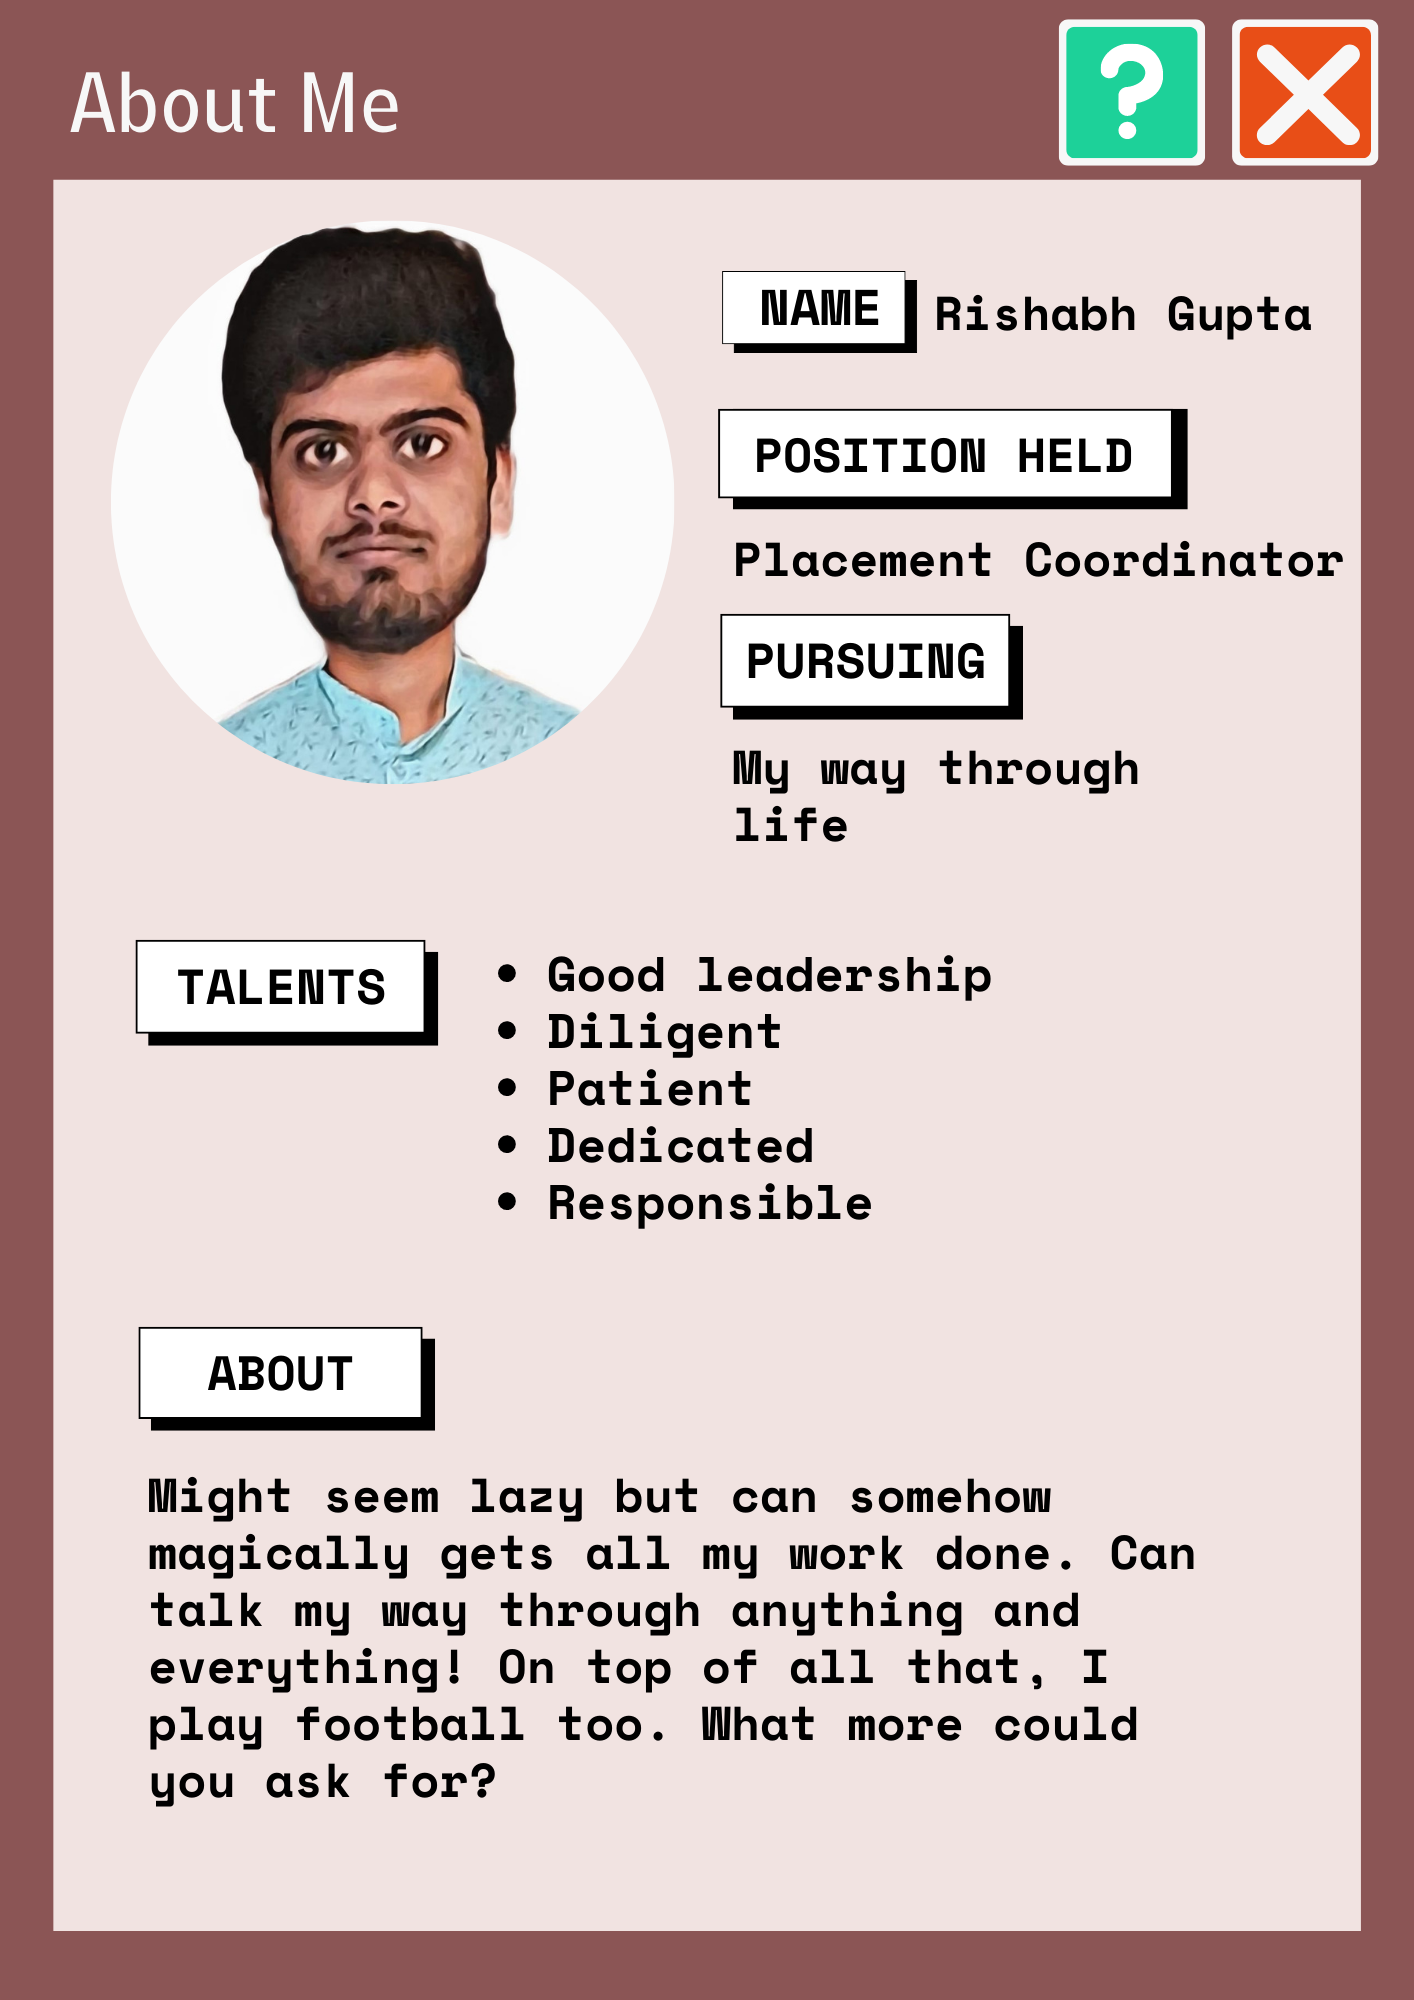 About Me
NAME Rishabh Gupta
POSITION HELD
Placement Coordinator
PURSUING
My way through
life
TALENTS
• Good leadership
• Diligent
• Patient
• Dedicated
• Responsible
ABOUT
Might seem lazy but can somehow
magically gets all my work done. Can
talk my way through anything and
everything! On top of all that, I
play football too. What more could
you ask for?